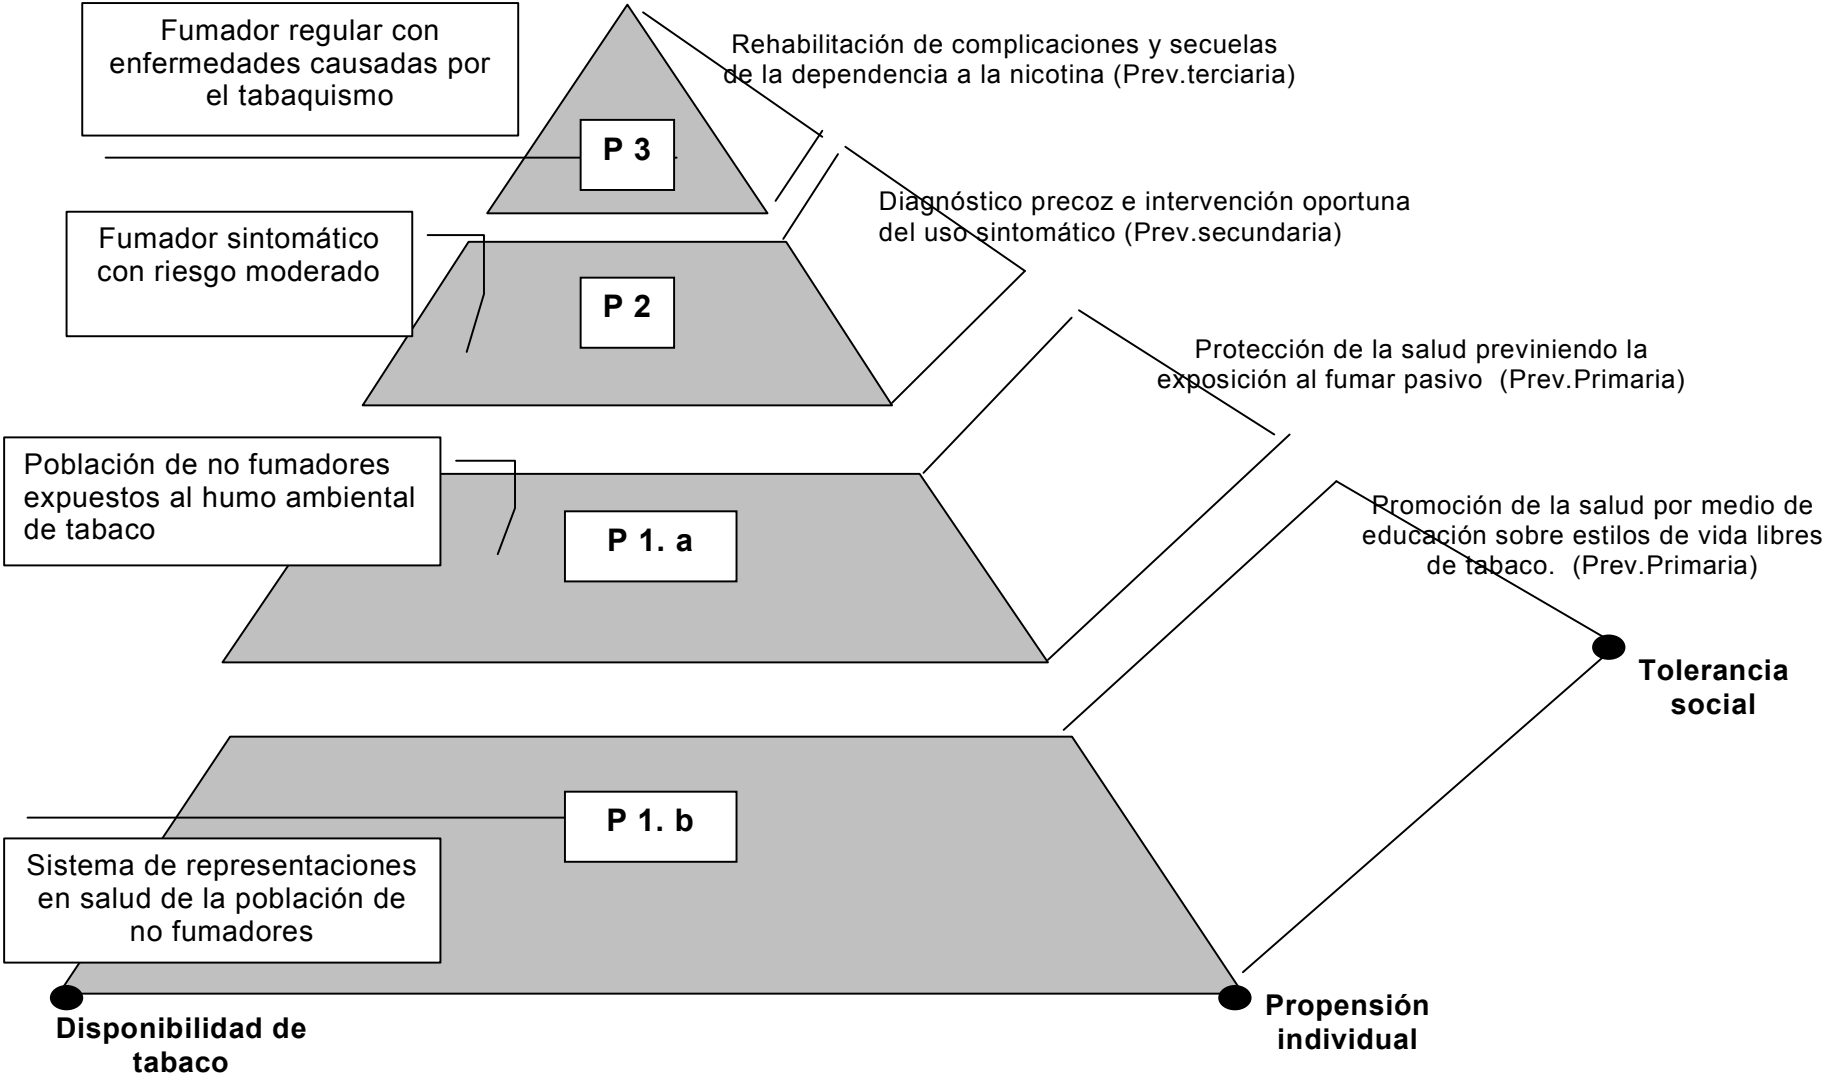 Fumador regular con
enfermedades causadas por
el tabaquismo
Rehabilitación de complicaciones y secuelas
de la dependencia a la nicotina (Prev.terciaria)
P 3
Fumador sintomático
con riesgo moderado
Diagnóstico precoz e intervención oportuna
del uso sintomático (Prev.secundaria)
P 2
Protección de la salud previniendo la
exposición al fumar pasivo (Prev.Primaria)
Población de no fumadores
expuestos al humo ambiental
de tabaco
P 1. a
Promoción de la salud por medio de
educación sobre estilos de vida libres
de tabaco. (Prev.Primaria)
Tolerancia
social
P 1. b
Sistema de representaciones
en salud de la población de
no fumadores
Disponibilidad de
tabaco
Propensión
individual